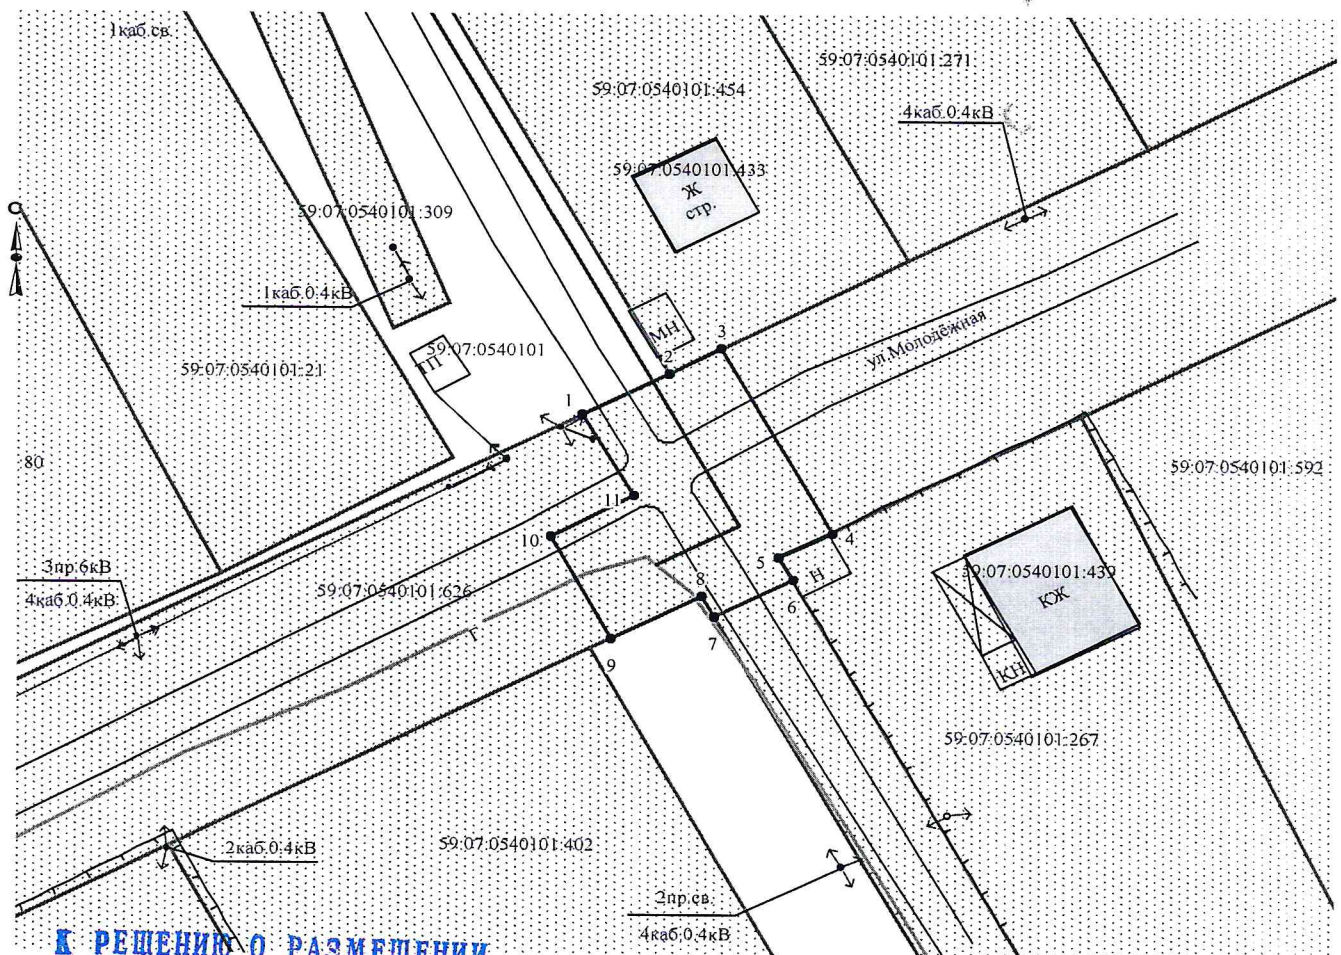 1каб.св.
59:07:0540101:271
59:07:0540101:454
4каб.0.4кВ
59:07:0540101:433
Ж
стр.
59:07:0540101:309
1каб.0.4кВ
МН
3
ул.Молодёжная
59:07:0540101
ТП
2
59:07:0540101:21
1
80
59:07:0540101:592
11
10
4
5
3пр.6кВ
4каб.0.4кВ
59:07:0540101:626
8
Н
6
59:07:0540101:439
КЖ
7
Г
9
КН
59:07:0540101:267
2каб.0.4кВ
59:07:0540101:402
2пр.св.
4каб.0.4кВ
К РЕШЕНИЮ О РАЗМЕЩЕНИИ